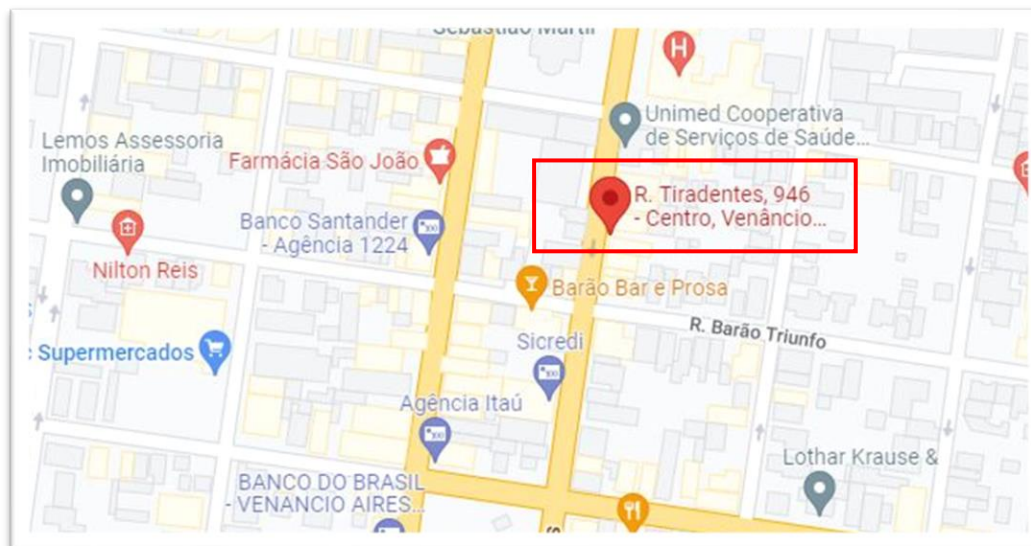 Sebastião Martir
H
Unimed Cooperativa
de Serviços de Saúde...
Lemos Assessoria
Imobiliária
Farmácia São João
R. Tiradentes, 946
- Centro, Venâncio...
Banco Santander
- Agência 1224
Nilton Reis
Barão Bar e Prosa
R. Barão Triunfo
Sicredi
Supermercados
Agência Itaú
Lothar Krause &
BANCO DO BRASIL
- VENANCIO AIRES...